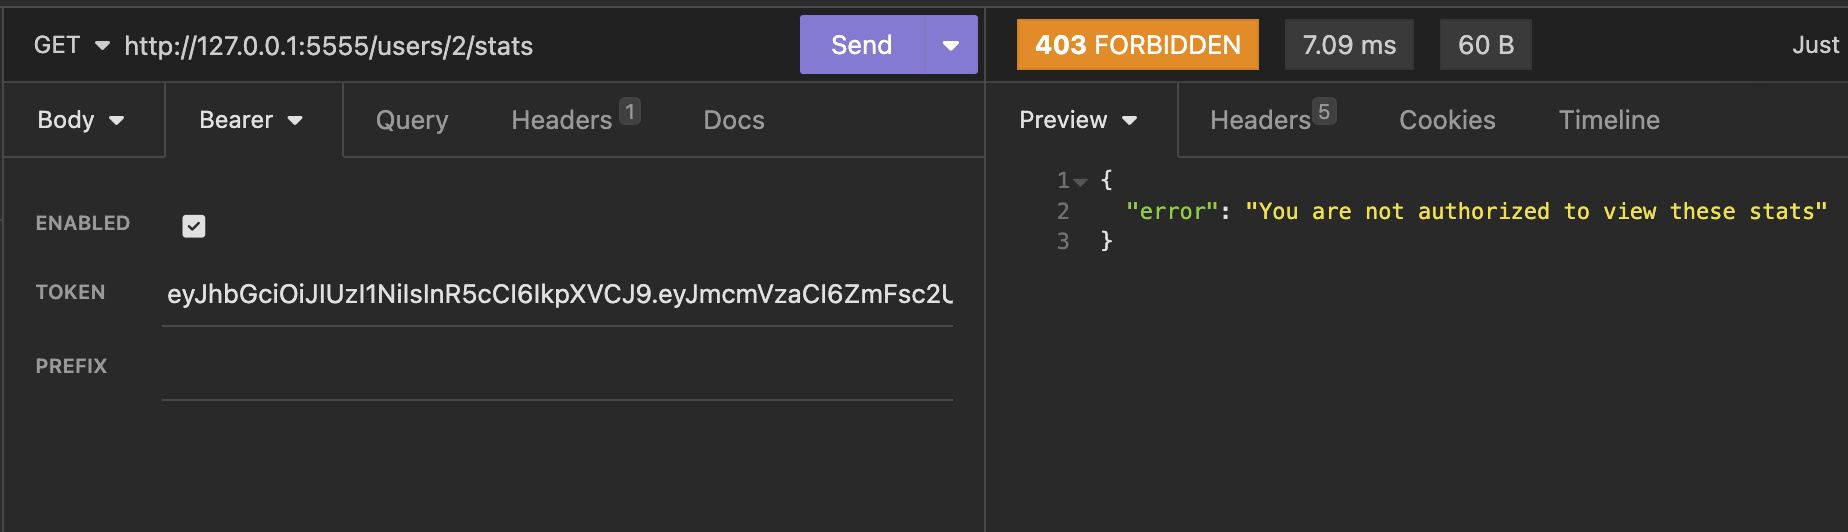 GET http://127.0.0.1:5555/users/2/stats Send
403 FORBIDDEN 7.09 ms 60 B Just
Body Bearer Query Headers 1 Docs
Preview Headers 5 Cookies Timeline
ENABLED
TOKEN eyJhbGciOiJIUzI1NiIsInR5cCI6IkpXVCJ9.eyJmcmVzaCI6ZmFsc2U
PREFIX
1 {
2 "error": "You are not authorized to view these stats"
3 }